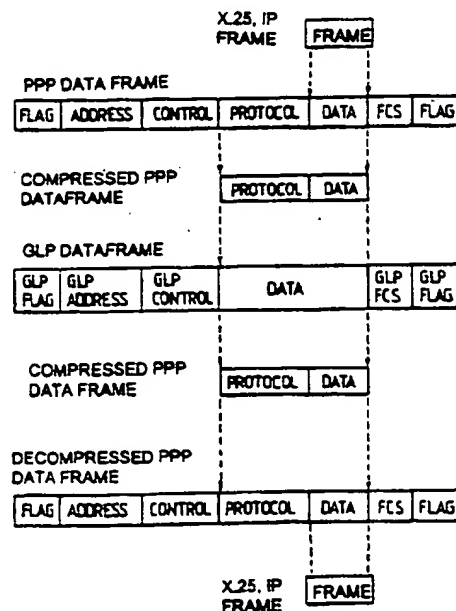 X.25, IP FRAME
FRAME
PPP DATA FRAME
FLAG ADDRESS CONTROL PROTOCOL DATA FCS FLAG
COMPRESSED PPP
DATAFRAME
PROTOCOL DATA
GLP DATAFRAME
GLP FLAG GLP ADDRESS GLP CONTROL DATA GLP FCS GLP FLAG
COMPRESSED PPP
DATA FRAME
PROTOCOL DATA
DECOMPRESSED PPP
DATA FRAME
FLAG ADDRESS CONTROL PROTOCOL DATA FCS FLAG
X.25, IP
FRAME
FRAME